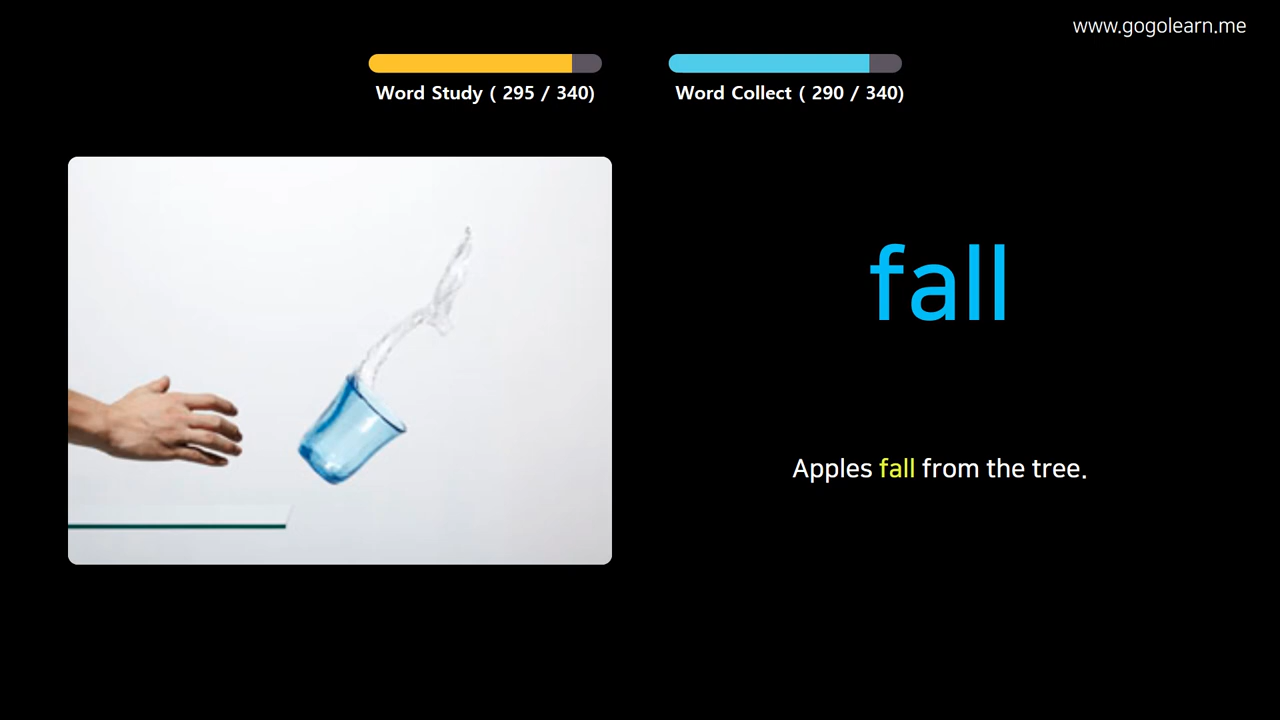 www.gogolearn.me
Word Study ( 295 / 340)
Word Collect ( 290 / 340)
fall
Apples fall from the tree.